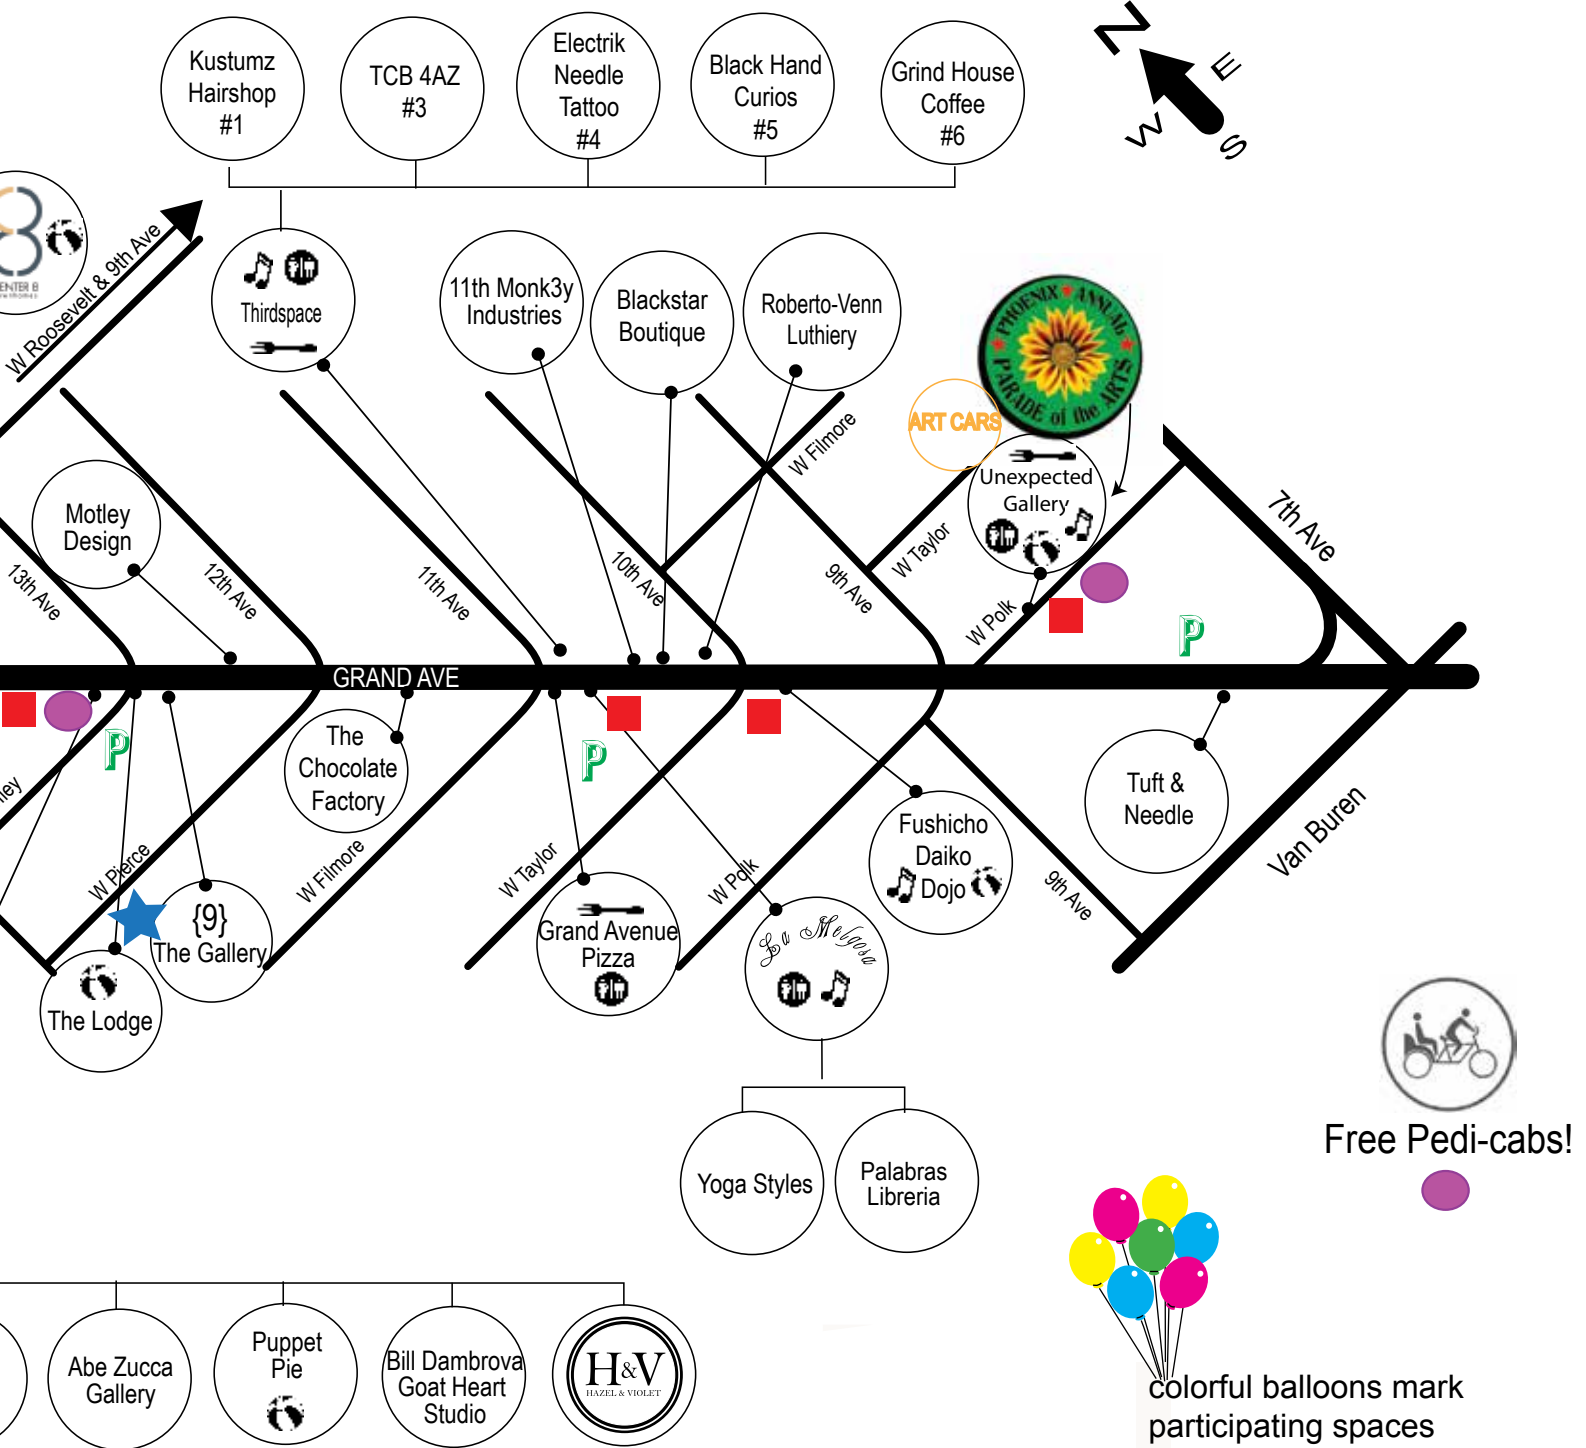 Kustumz
Hairshop
#1
TCB 4AZ
#3
Electrik
Needle
Tattoo
#4
Black Hand
Curios
#5
Grind House
Coffee
#6
N
E
W
S
ENTER 8
W Roosevelt & 9th Ave
Thirdspace
11th Monk3y
Industries
Blackstar
Boutique
Roberto-Venn
Luthiery
PHOENIX ANNUAL
PARADE of the ARTS
ART CARS
Unexpected
Gallery
W Filmore
W Taylor
W Polk
7th Ave
Motley
Design
13th Ave
12th Ave
11th Ave
10th Ave
9th Ave
P
GRAND AVE
P
P
The
Chocolate
Factory
Tuft &
Needle
Fushicho
Daiko
Dojo
ley
W Pierce
W Filmore
W Taylor
W Polk
9th Ave
Van Buren
{9}
The Gallery
The Lodge
Grand Avenue
Pizza
La Melgosa
Yoga Styles
Palabras
Libreria
Free Pedi-cabs!
Abe Zucca
Gallery
Puppet
Pie
Bill Dambrova
Goat Heart
Studio
H&V
HAZEL & VIOLET
colorful balloons mark
participating spaces